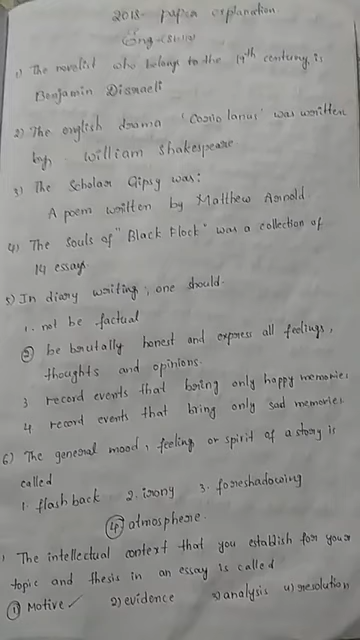 2018- paper explanation
Eng-(SH/19)
1) The novelist who belongs to the 19th century, is
Benjamin Disraeli
2) The english drama 'Corio lanus' was written
by William Shakespeare.
3) The Scholar Gipsy was:
A poem written by Matthew Arnold.
4) The Souls of "Black Flock" was a collection of
14 essays.
5) In diary writing, one should.
1. not be factual
2) be brutally honest and express all feelings,
thoughts and opinions.
3 record events that bring only happy memories
4 record events that bring only sad memories.
6) The general mood, feeling or spirit of a story is
called
1. flash back 2. irony 3. foreshadowing
4) atmosphere.
The intellectual context that you establish for your
topic and thesis in an essay is called
1) Motive ✓ 2) evidence 3) analysis 4) resolution